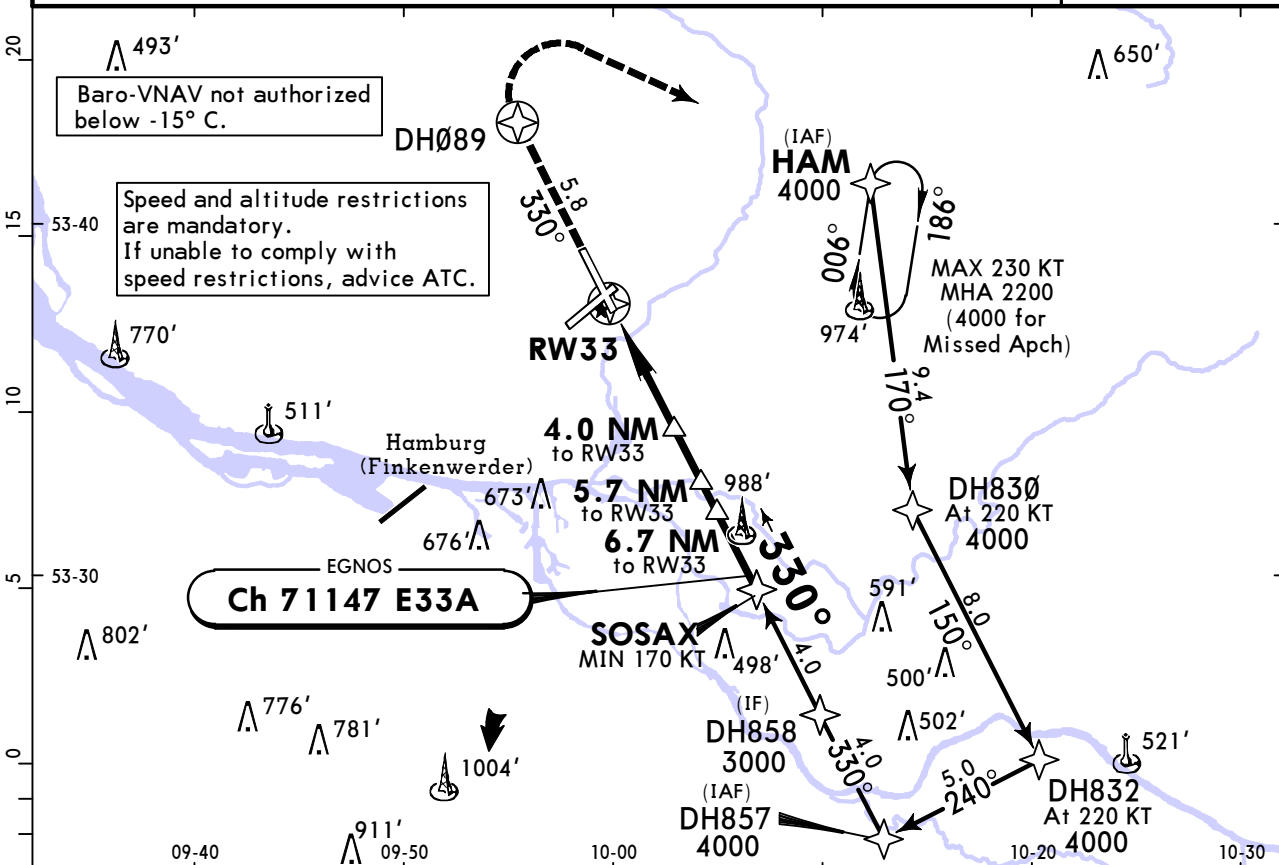 20
493'
650'
Baro-VNAV not authorized
below -15° C.
DHØ89
(IAF)
HAM
4000
5.8
330°
Speed and altitude restrictions
are mandatory.
If unable to comply with
speed restrictions, advice ATC.
15
53-40
186°
006°
MAX 230 KT
MHA 2200
(4000 for
Missed Apch)
974'
770'
RW33
9.4
170°
10
511'
4.0 NM
to RW33
Hamburg
(Finkenwerder)
673'
5.7 NM
to RW33
988'
DH83Ø
At 220 KT
4000
676'
6.7 NM
to RW33
330°
5
53-30
EGNOS
Ch 71147 E33A
591'
8.0
150°
802'
SOSAX
MIN 170 KT
498'
4.0
500'
776'
781'
(IF)
DH858
3000
502'
521'
0
1004'
4.0
330°
5.0
240°
DH832
At 220 KT
4000
(IAF)
DH857
4000
911'
09-40
09-50
10-00
10-20
10-30